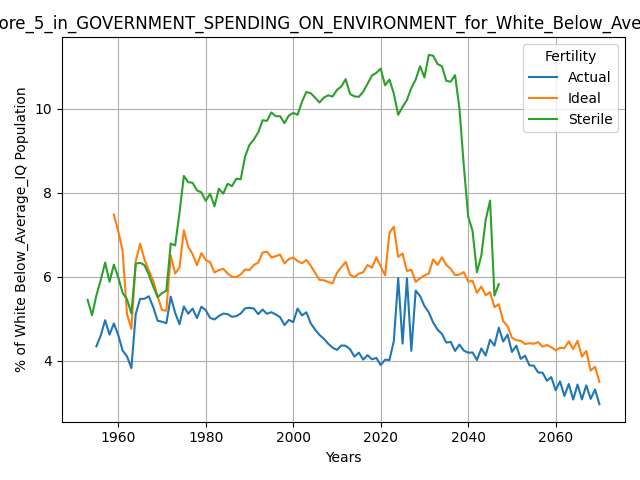 ore_5_in_GOVERNMENT_SPENDING_ON_ENVIRONMENT_for_White_Below_Ave
Fertility
Actual
Ideal
Sterile
% of White Below_Average_IQ Population
10
8
6
4
1960 1980 2000 2020 2040 2060
Years